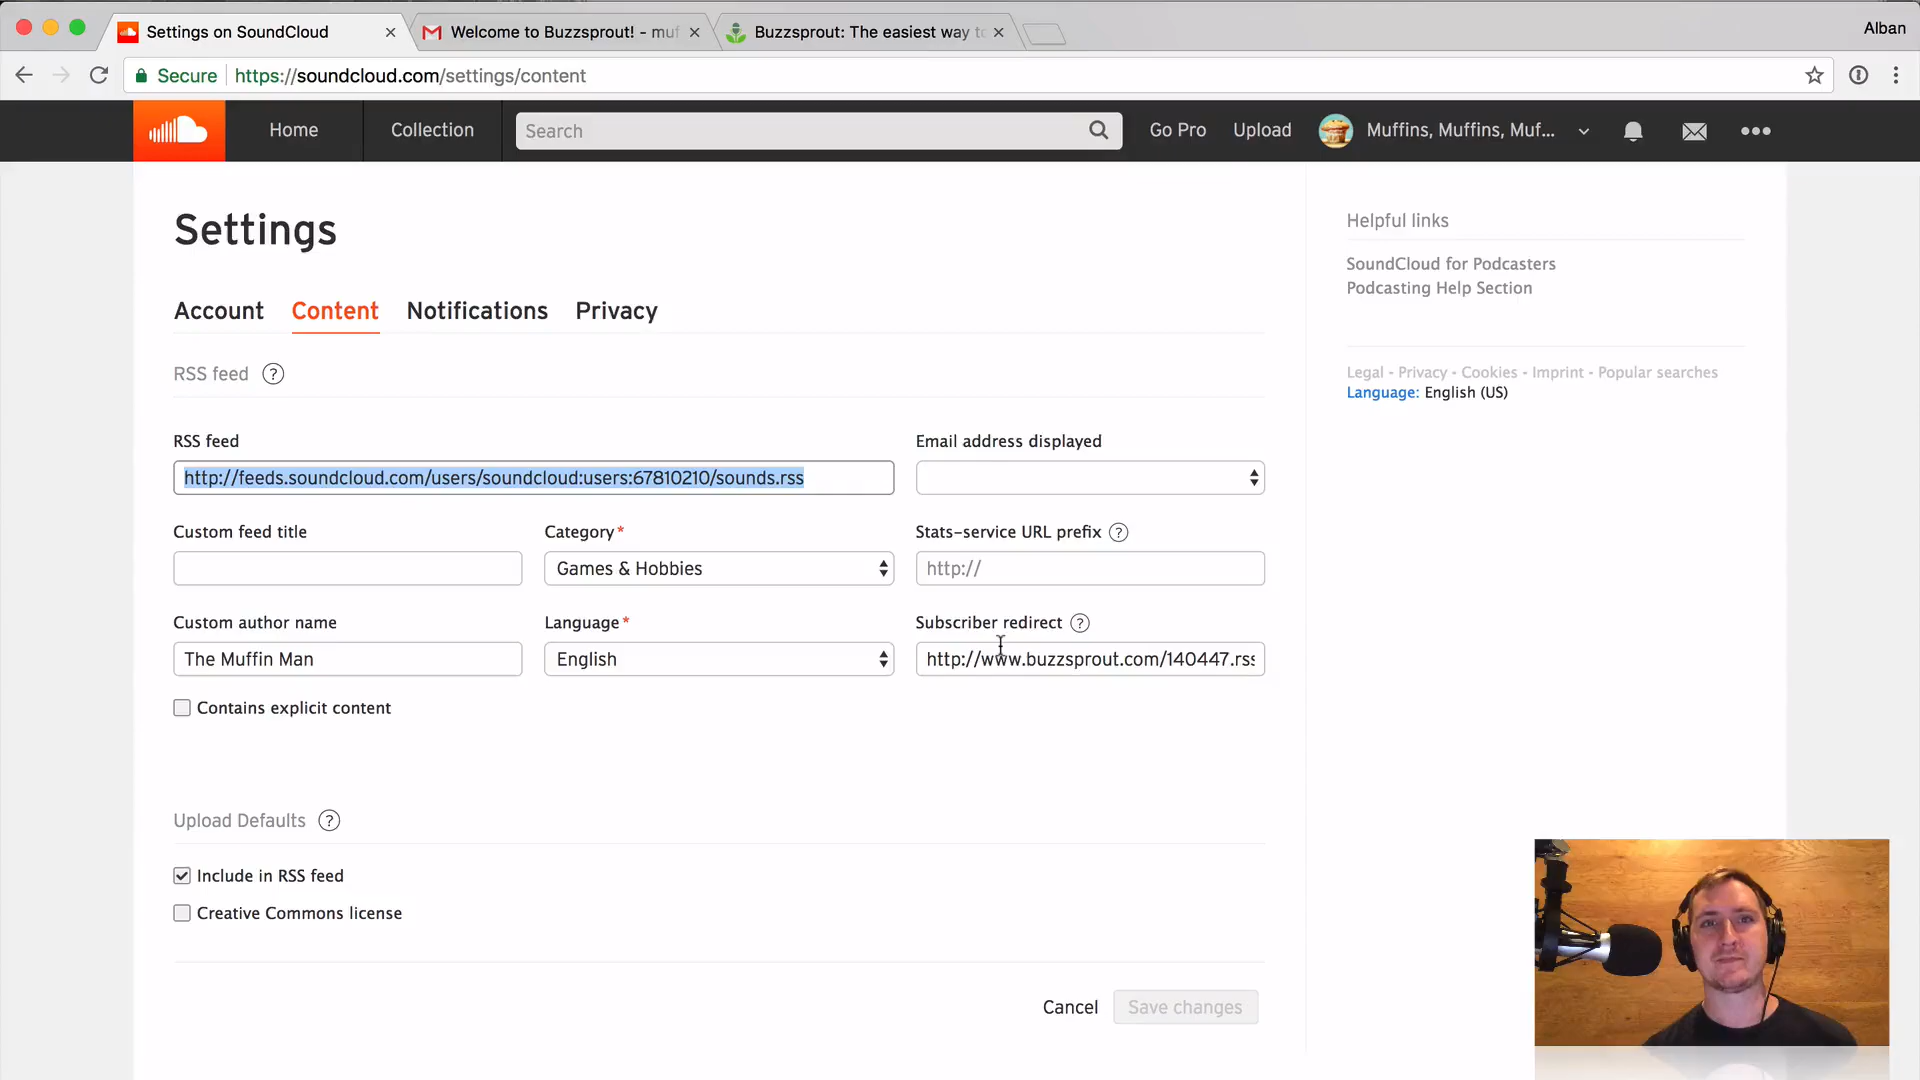 Settings on SoundCloud
Welcome to Buzzsprout! - muf
Buzzsprout: The easiest way to
Alban
Secure https://soundcloud.com/settings/content
Home
Collection
Search
Go Pro
Upload
Muffins, Muffins, Muf...
Settings
Account
Content
Notifications
Privacy
RSS feed ?
RSS feed
http://feeds.soundcloud.com/users/soundcloud:users:67810210/sounds.rss
Email address displayed
Custom feed title
Category*
Games & Hobbies
Stats-service URL prefix ?
http://
Custom author name
The Muffin Man
Language*
English
Subscriber redirect ?
http://www.buzzsprout.com/140447.rss
Contains explicit content
Upload Defaults ?
Include in RSS feed
Creative Commons license
Cancel
Save changes
Helpful links
SoundCloud for Podcasters
Podcasting Help Section
Legal - Privacy - Cookies - Imprint - Popular searches
Language: English (US)